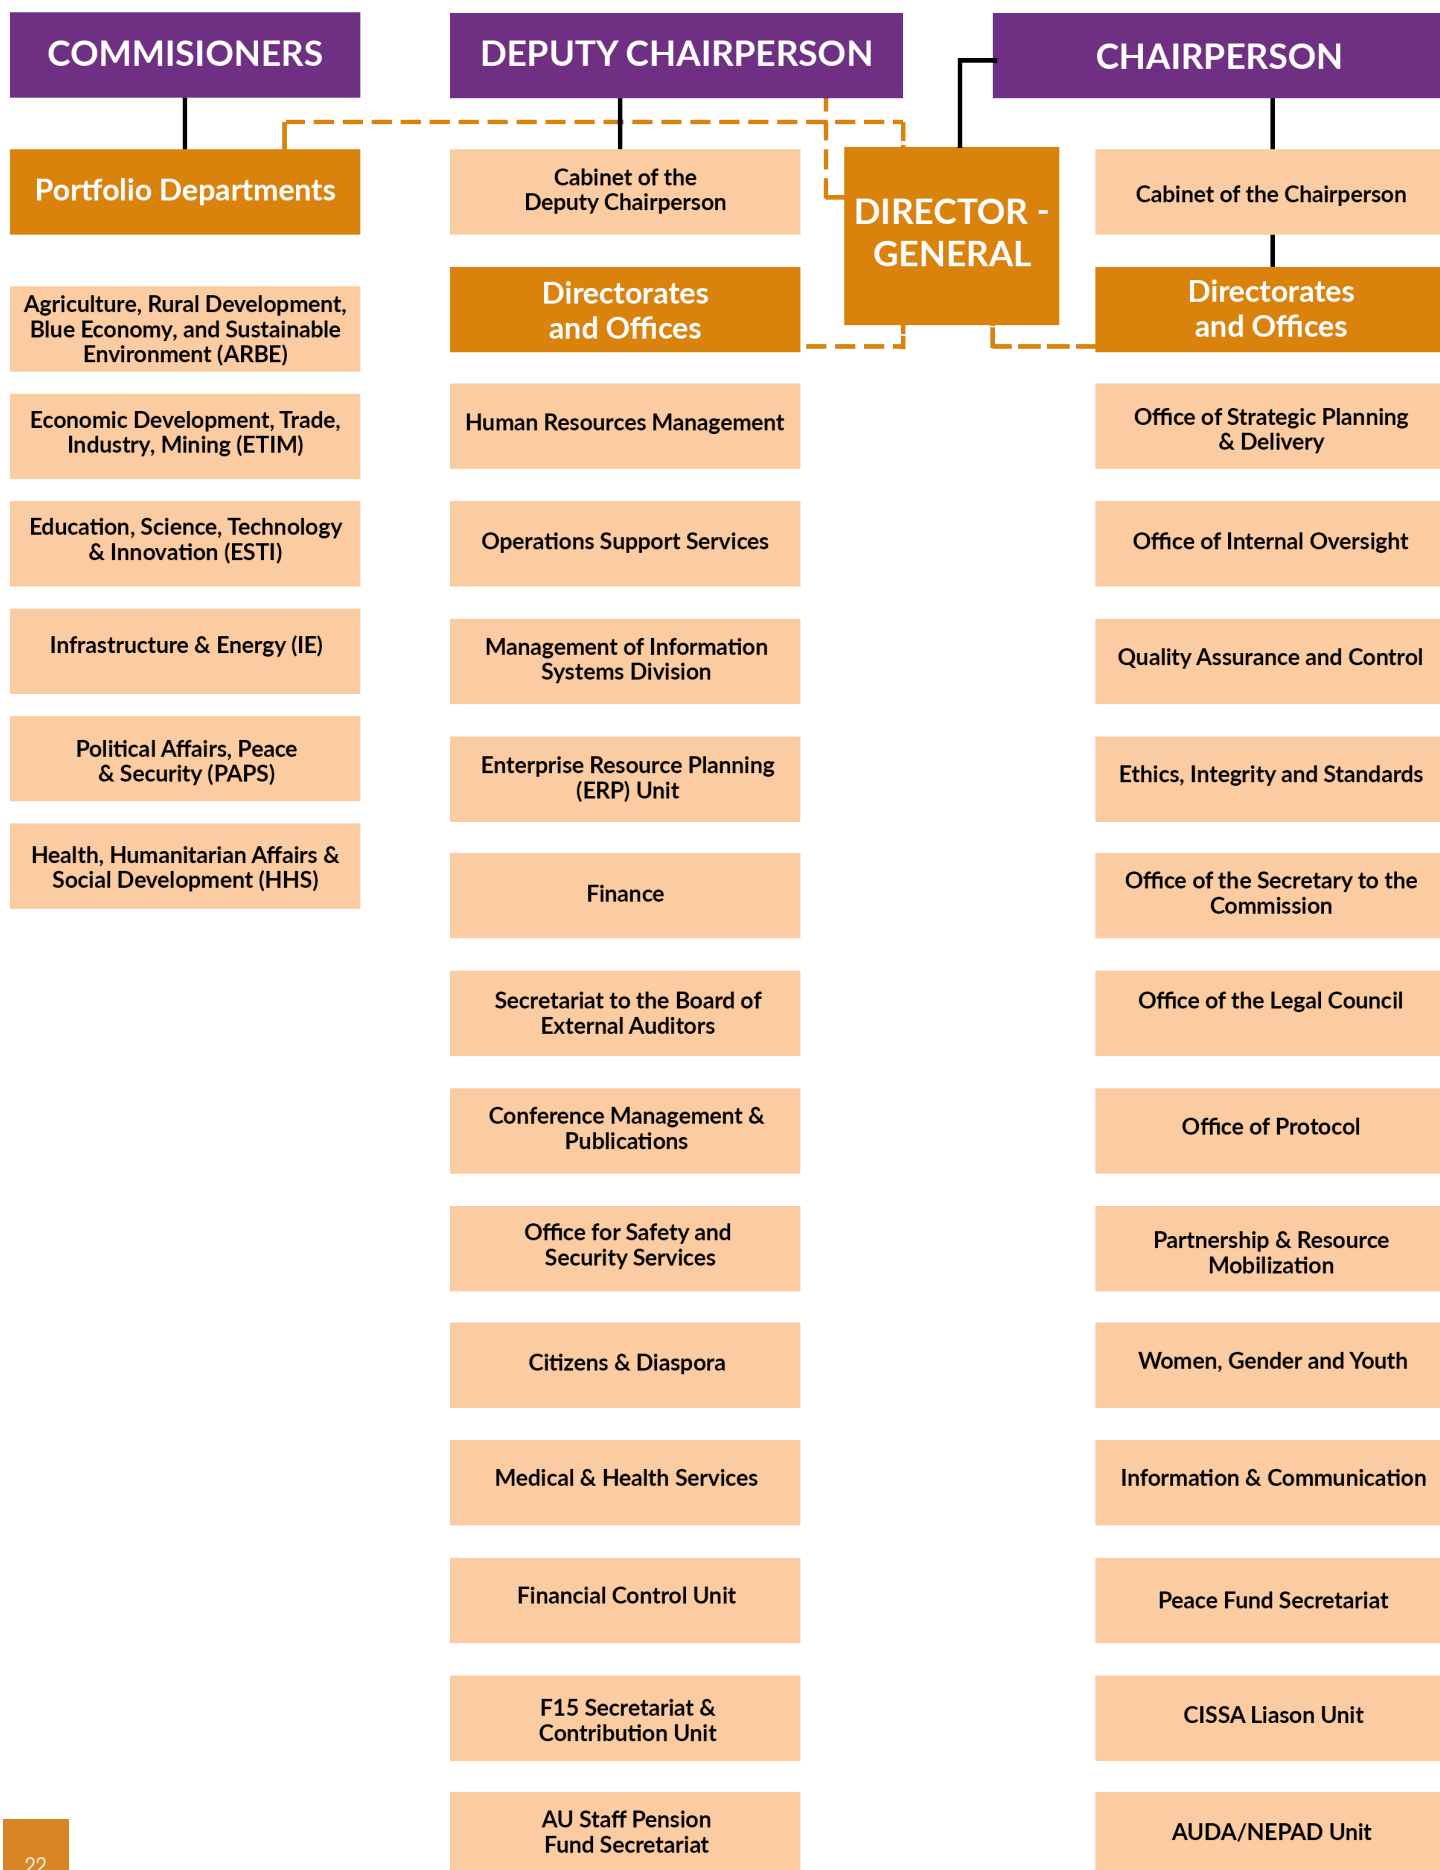 COMMISIONERS
Portfolio Departments
Agriculture, Rural Development,
Blue Economy, and Sustainable
Environment (ARBE)
Economic Development, Trade,
Industry, Mining (ETIM)
Education, Science, Technology
& Innovation (ESTI)
Infrastructure & Energy (IE)
Political Affairs, Peace
& Security (PAPS)
Health, Humanitarian Affairs &
Social Development (HHS)
DEPUTY CHAIRPERSON
Cabinet of the
Deputy Chairperson
Directorates
and Offices
Human Resources Management
Operations Support Services
Management of Information
Systems Division
Enterprise Resource Planning
(ERP) Unit
Finance
Secretariat to the Board of
External Auditors
Conference Management &
Publications
Office for Safety and
Security Services
Citizens & Diaspora
Medical & Health Services
Financial Control Unit
F15 Secretariat &
Contribution Unit
AU Staff Pension
Fund Secretariat
DIRECTOR -
GENERAL
CHAIRPERSON
Cabinet of the Chairperson
Directorates
and Offices
Office of Strategic Planning
& Delivery
Office of Internal Oversight
Quality Assurance and Control
Ethics, Integrity and Standards
Office of the Secretary to the
Commission
Office of the Legal Council
Office of Protocol
Partnership & Resource
Mobilization
Women, Gender and Youth
Information & Communication
Peace Fund Secretariat
CISSA Liason Unit
AUDA/NEPAD Unit
22